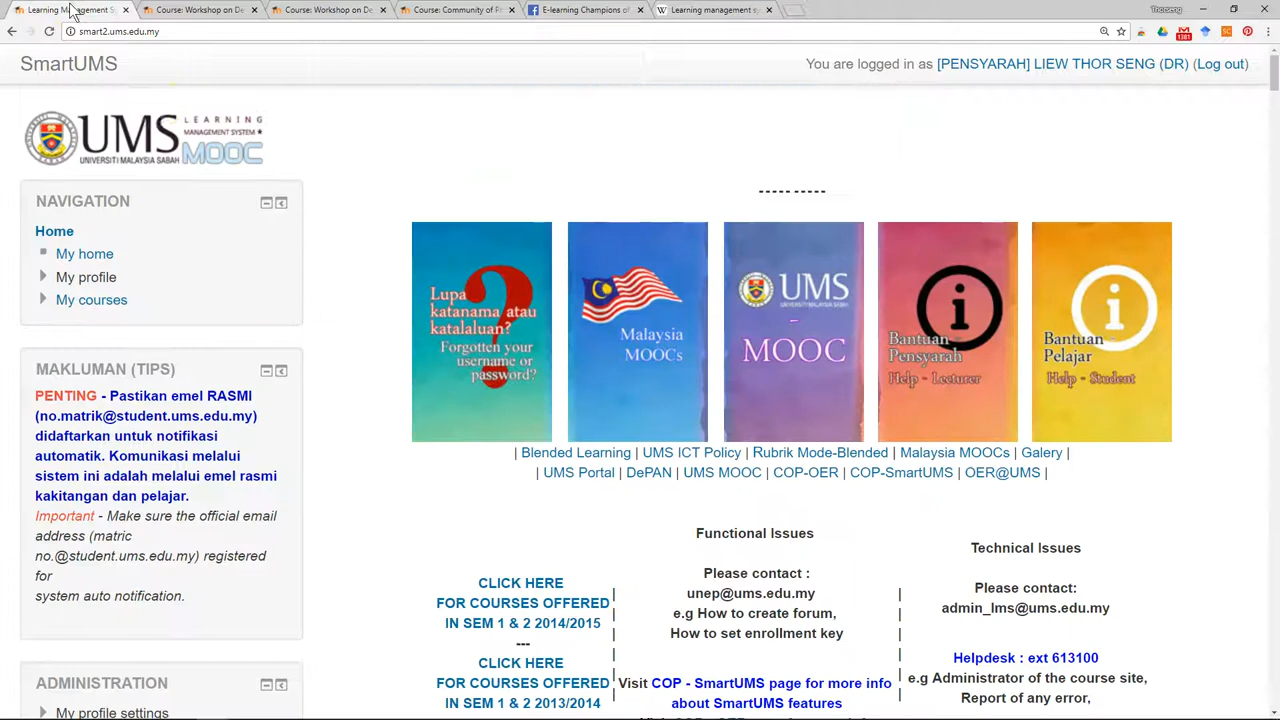 Learning Management Sy
Course: Workshop on De
Course: Workshop on De
Course: Community of Pr
E-learning Champions of
Learning management sy
Thorseng
smart2.ums.edu.my
1381
SmartUMS
You are logged in as [PENSYARAH] LIEW THOR SENG (DR) (Log out)
UMS
UNIVERSITI MALAYSIA SABAH
LEARNING
MANAGEMENT SYSTEM
MOOC
NAVIGATION
Home
My home
My profile
My courses
MAKLUMAN (TIPS)
PENTING - Pastikan emel RASMI
(no.matrik@student.ums.edu.my)
didaftarkan untuk notifikasi
automatik. Komunikasi melalui
sistem ini adalah melalui emel rasmi
kakitangan dan pelajar.
Important - Make sure the official email
address (matric
no.@student.ums.edu.my) registered
for
system auto notification.
ADMINISTRATION
My profile settings
----- -----
Lupa
katanama atau
katalaluan?
Forgotten your
username or
password?
?
Malaysia
MOOCs
UMS
MOOC
i
Bantuan
Pensyarah
Help - Lecturer
i
Bantuan
Pelajar
Help - Student
| Blended Learning | UMS ICT Policy | Rubrik Mode-Blended | Malaysia MOOCs | Galery |
| UMS Portal | DePAN | UMS MOOC | COP-OER | COP-SmartUMS | OER@UMS |
CLICK HERE
FOR COURSES OFFERED
IN SEM 1 & 2 2014/2015
---
CLICK HERE
FOR COURSES OFFERED
IN SEM 1 & 2 2013/2014
Functional Issues
Please contact :
unep@ums.edu.my
e.g How to create forum,
How to set enrollment key
Visit COP - SmartUMS page for more info
about SmartUMS features
Technical Issues
Please contact:
admin_lms@ums.edu.my
Helpdesk : ext 613100
e.g Administrator of the course site,
Report of any error,